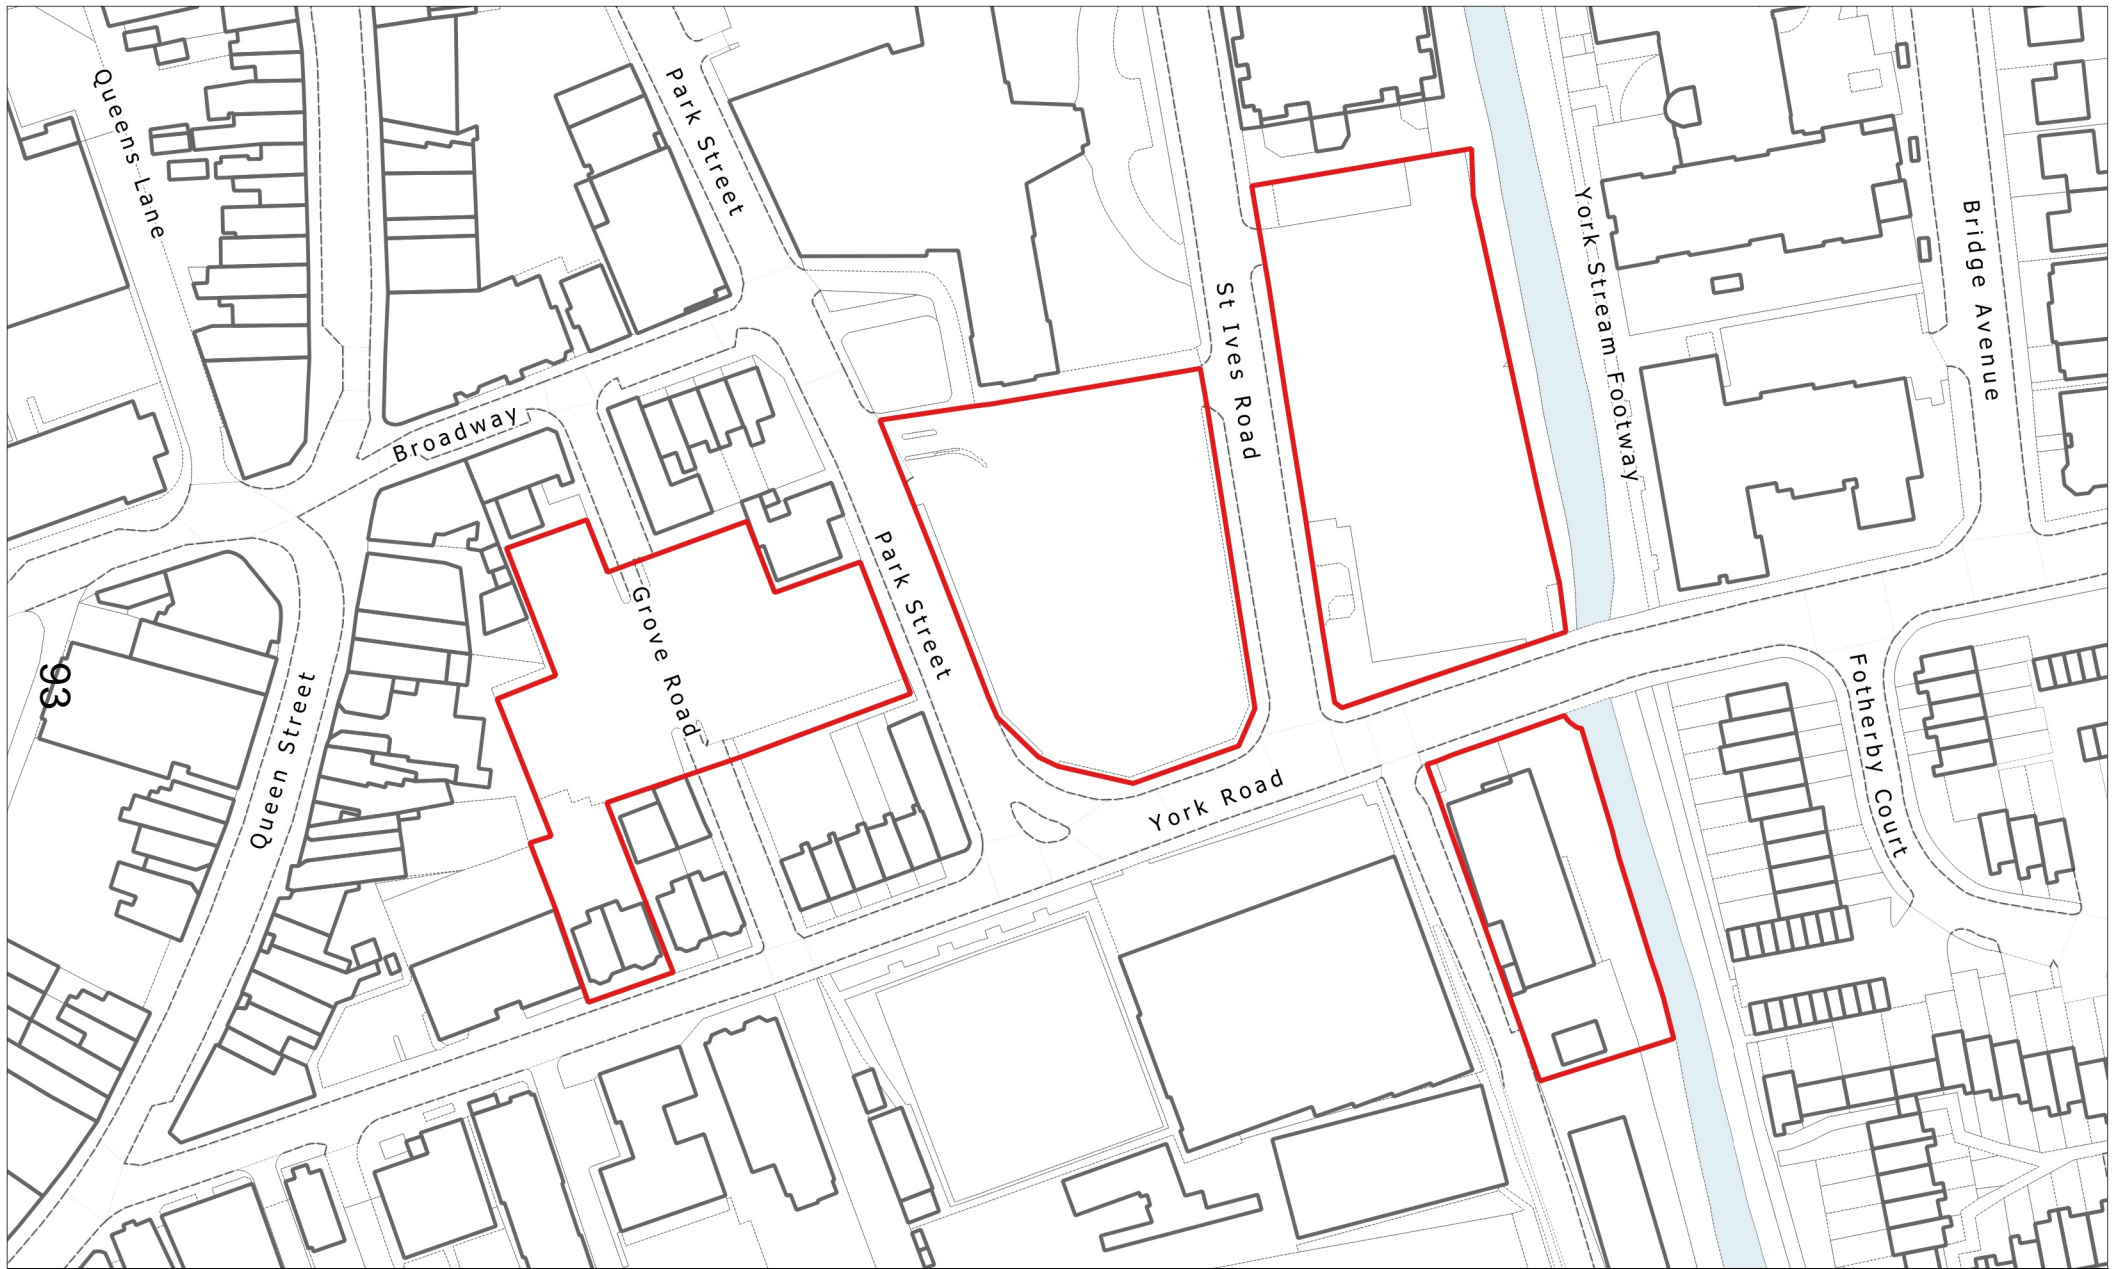 Queens Lane
Park Street
York Stream Footway
Bridge Avenue
St Ives Road
Broadway
Park Street
Grove Road
93
Queen Street
York Road
Fotherby Court